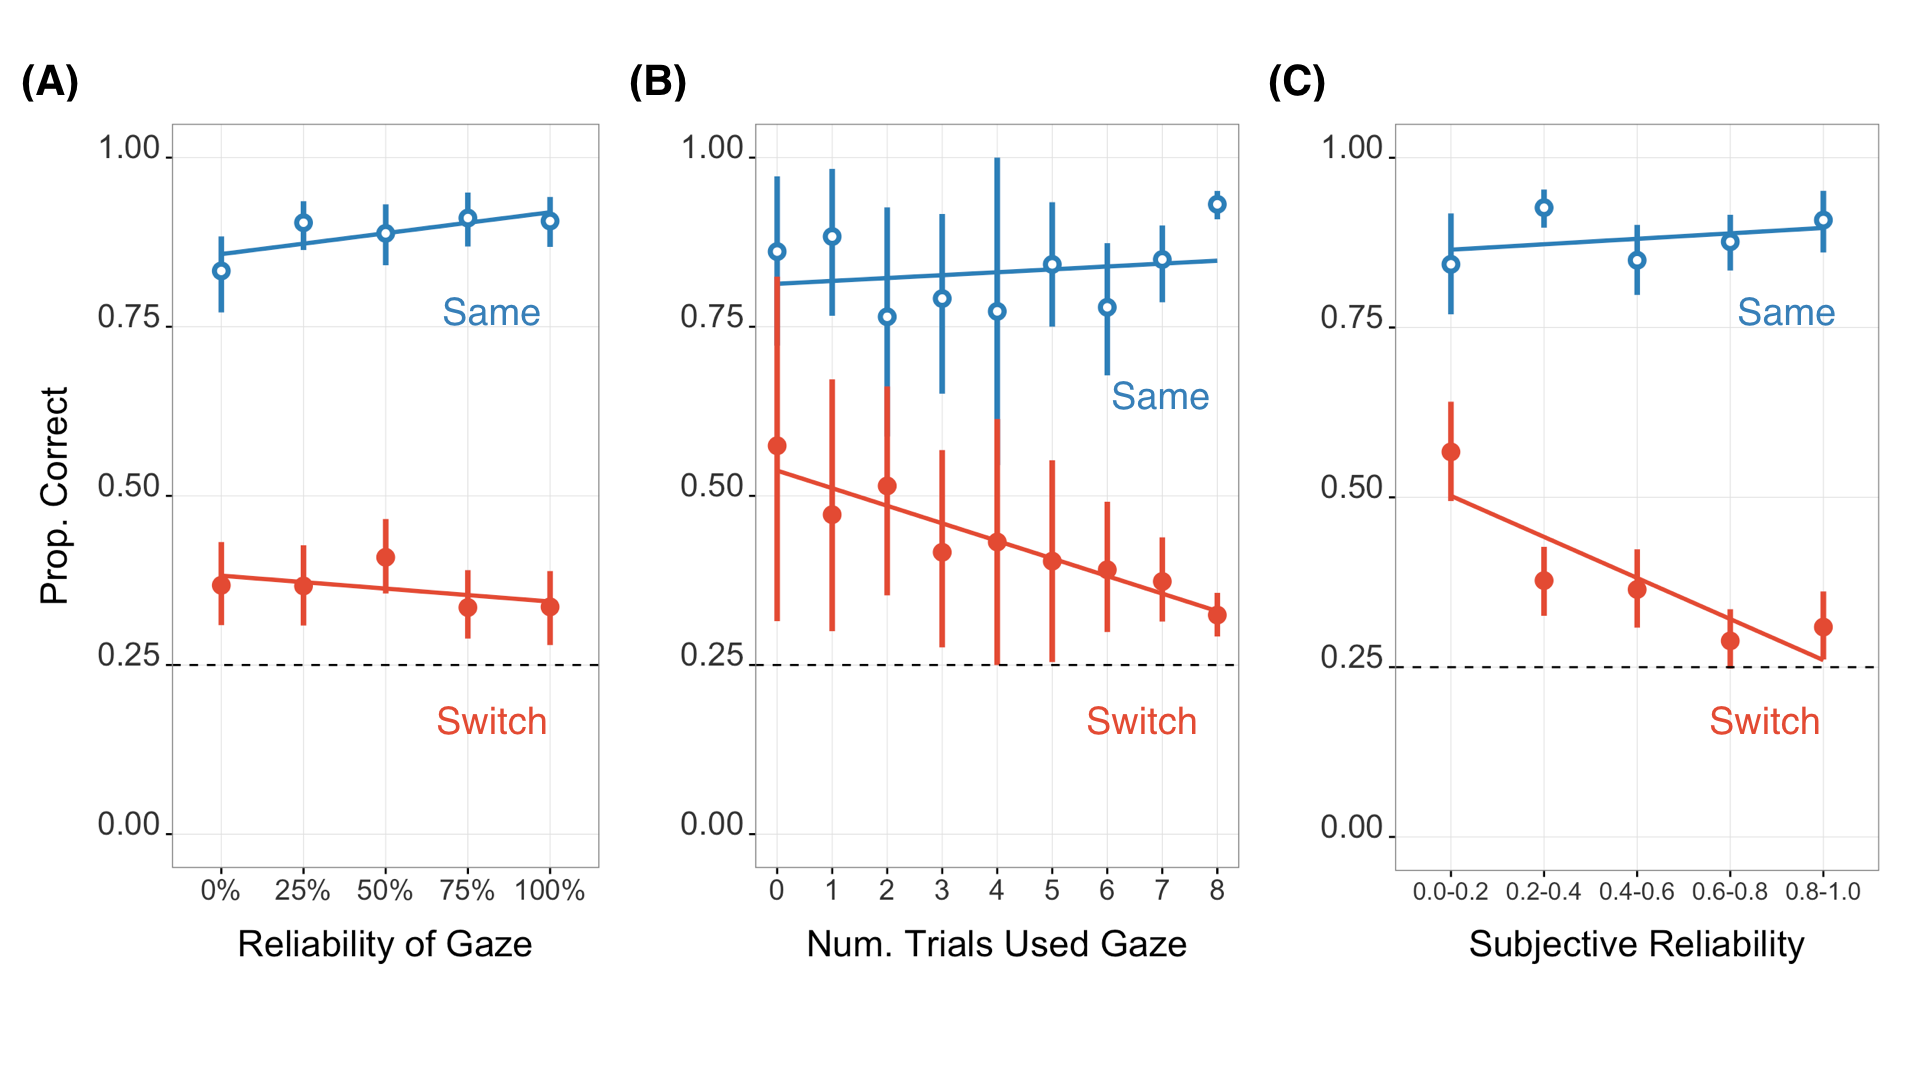 (A)
(B)
(C)
Prop. Correct
1.00
0.75
0.50
0.25
0.00
Same
Switch
0% 25% 50% 75% 100%
Reliability of Gaze
1.00
0.75
0.50
0.25
0.00
Same
Switch
0 1 2 3 4 5 6 7 8
Num. Trials Used Gaze
1.00
0.75
0.50
0.25
0.00
Same
Switch
0.0-0.2 0.2-0.4 0.4-0.6 0.6-0.8 0.8-1.0
Subjective Reliability